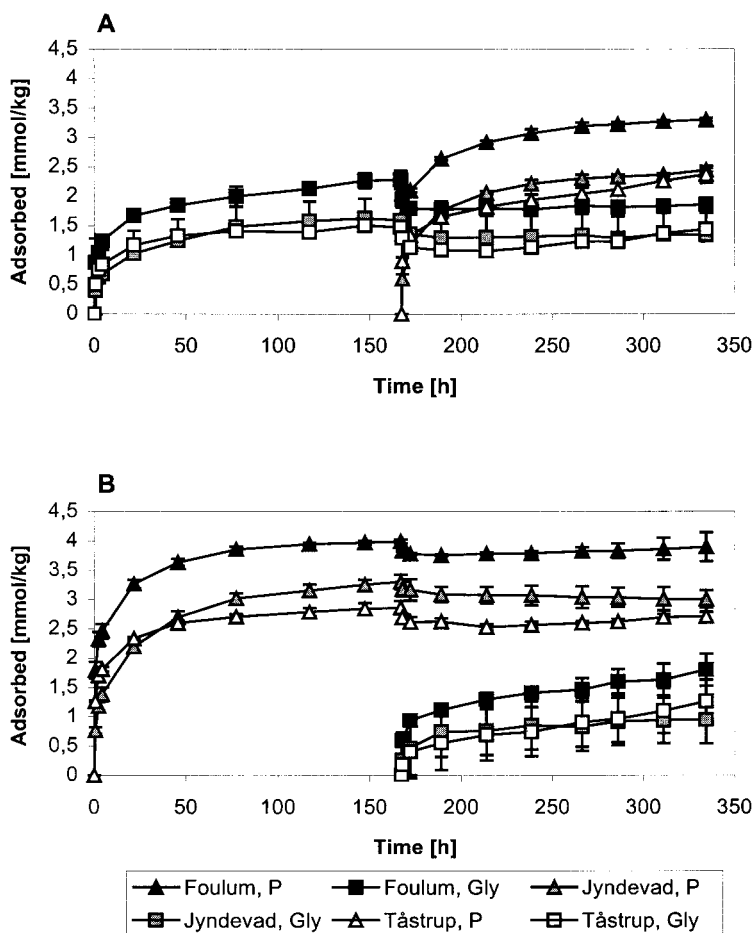 A
Adsorbed [mmol/kg]
4,5
4
3,5
3
2,5
2
1,5
1
0,5
0
0 50 100 150 200 250 300 350
Time [h]
B
Adsorbed [mmol/kg]
4,5
4
3,5
3
2,5
2
1,5
1
0,5
0
0 50 100 150 200 250 300 350
Time [h]
Foulum, P Foulum, Gly Jyndevad, P
Jyndevad, Gly Tåstrup, P Tåstrup, Gly